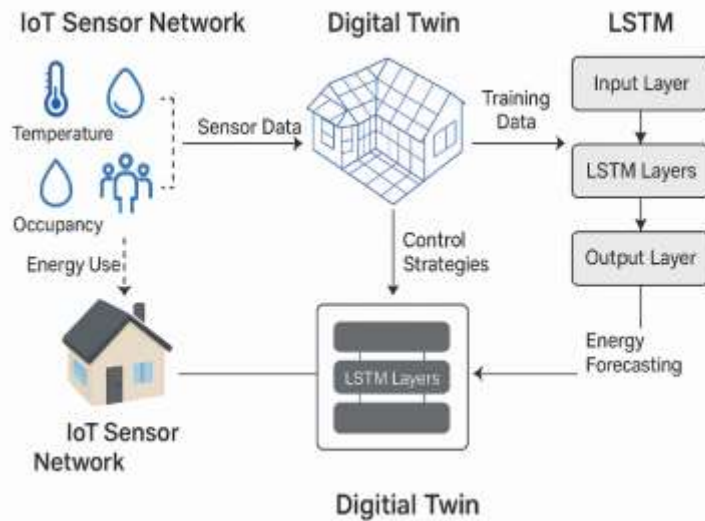 IoT Sensor Network
Digital Twin
LSTM
Temperature
Sensor Data
Training
Data
Input Layer
LSTM Layers
Output Layer
Occupancy
Energy Use
Control
Strategies
Energy
Forecasting
LSTM Layers
IoT Sensor
Network
Digitial Twin